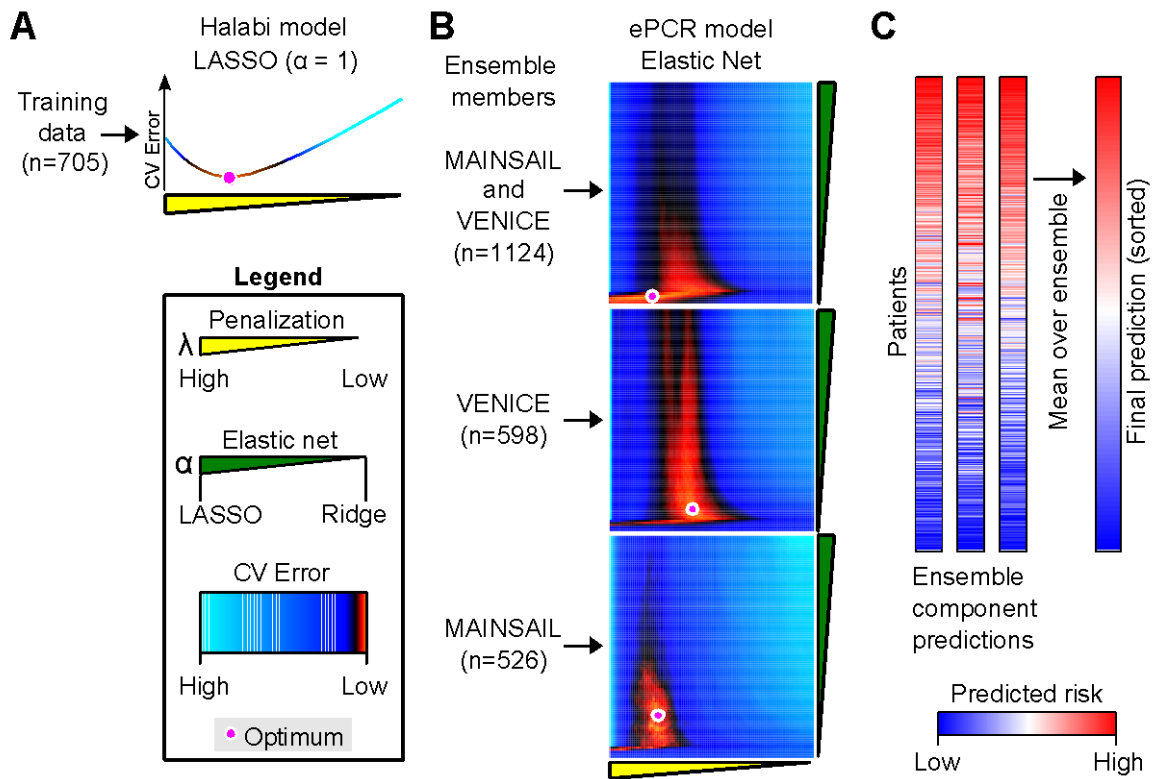 A
Halabi model
LASSO (α = 1)
Training
data
(n=705)
CV Error
Legend
Penalization
λ
High
Low
Elastic net
α
LASSO
Ridge
CV Error
High
Low
Optimum
B
ePCR model
Elastic Net
Ensemble
members
MAINSAIL
and
VENICE
(n=1124)
VENICE
(n=598)
MAINSAIL
(n=526)
C
Patients
Mean over ensemble
Final prediction (sorted)
Ensemble
component
predictions
Predicted risk
Low
High